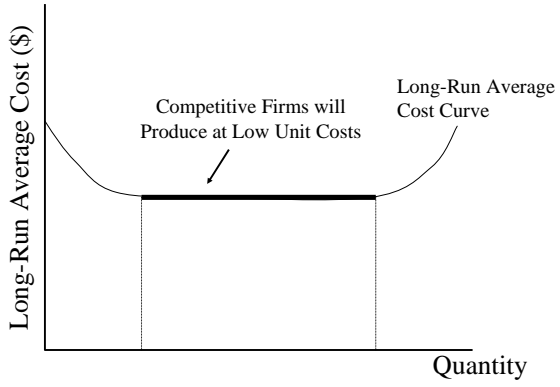 Long-Run Average Cost ($)
Competitive Firms will
Produce at Low Unit Costs
Long-Run Average
Cost Curve
Quantity